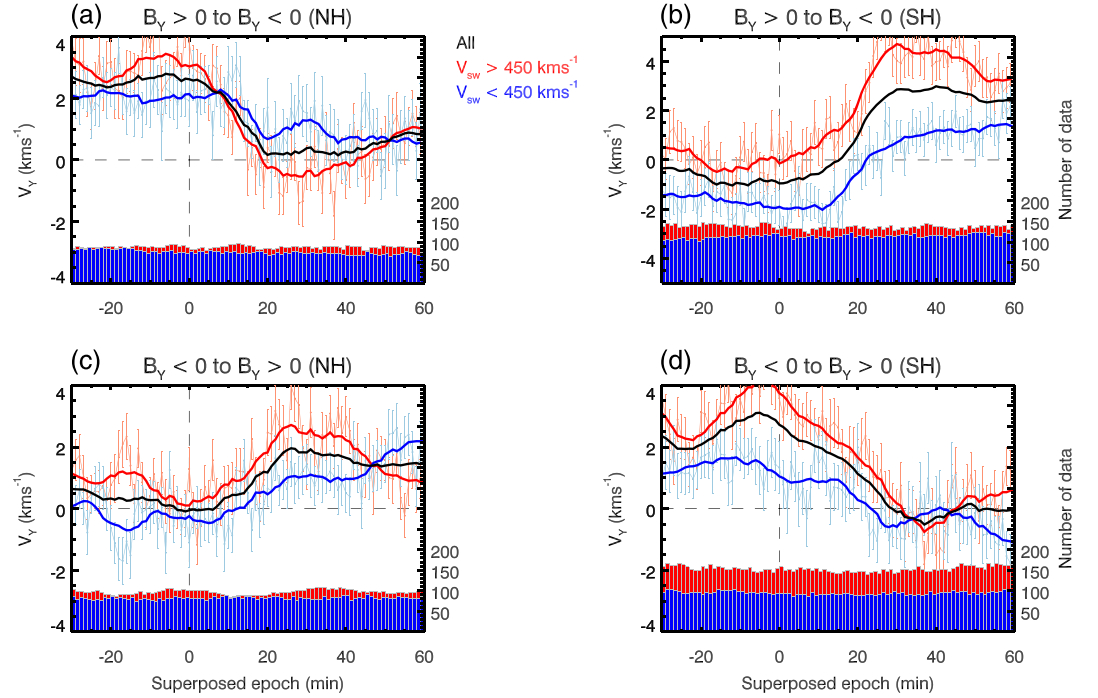 (a) B_Y > 0 to B_Y < 0 (NH)
4
2
0
-2
-4
V_Y (kms⁻¹)
200
150
100
50
-20 0 20 40 60
All
V_sw > 450 kms⁻¹
V_sw < 450 kms⁻¹
(b) B_Y > 0 to B_Y < 0 (SH)
4
2
0
-2
-4
V_Y (kms⁻¹)
200
150
100
50
Number of data
-20 0 20 40 60
(c) B_Y < 0 to B_Y > 0 (NH)
4
2
0
-2
-4
V_Y (kms⁻¹)
200
150
100
50
-20 0 20 40 60
Superposed epoch (min)
(d) B_Y < 0 to B_Y > 0 (SH)
4
2
0
-2
-4
V_Y (kms⁻¹)
200
150
100
50
Number of data
-20 0 20 40 60
Superposed epoch (min)